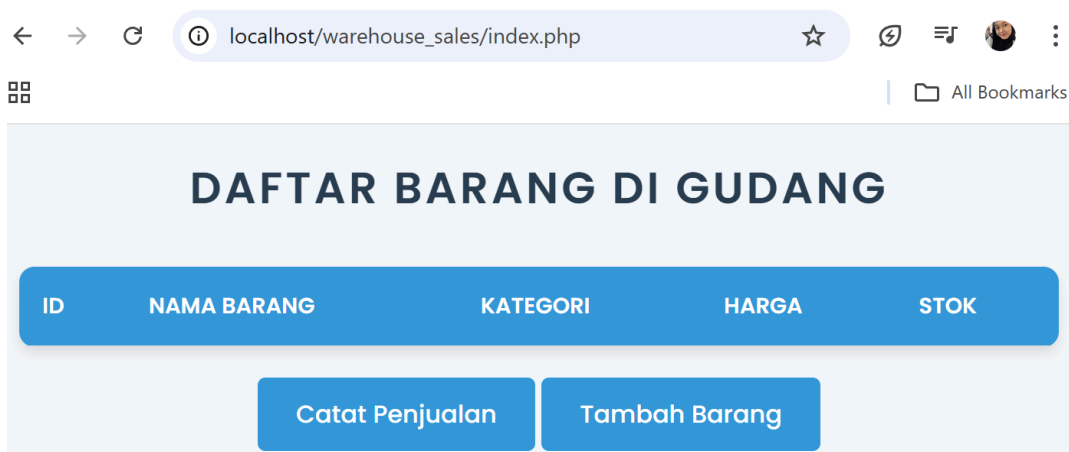 localhost/warehouse_sales/index.php
All Bookmarks
DAFTAR BARANG DI GUDANG
ID NAMA BARANG KATEGORI HARGA STOK
Catat Penjualan Tambah Barang